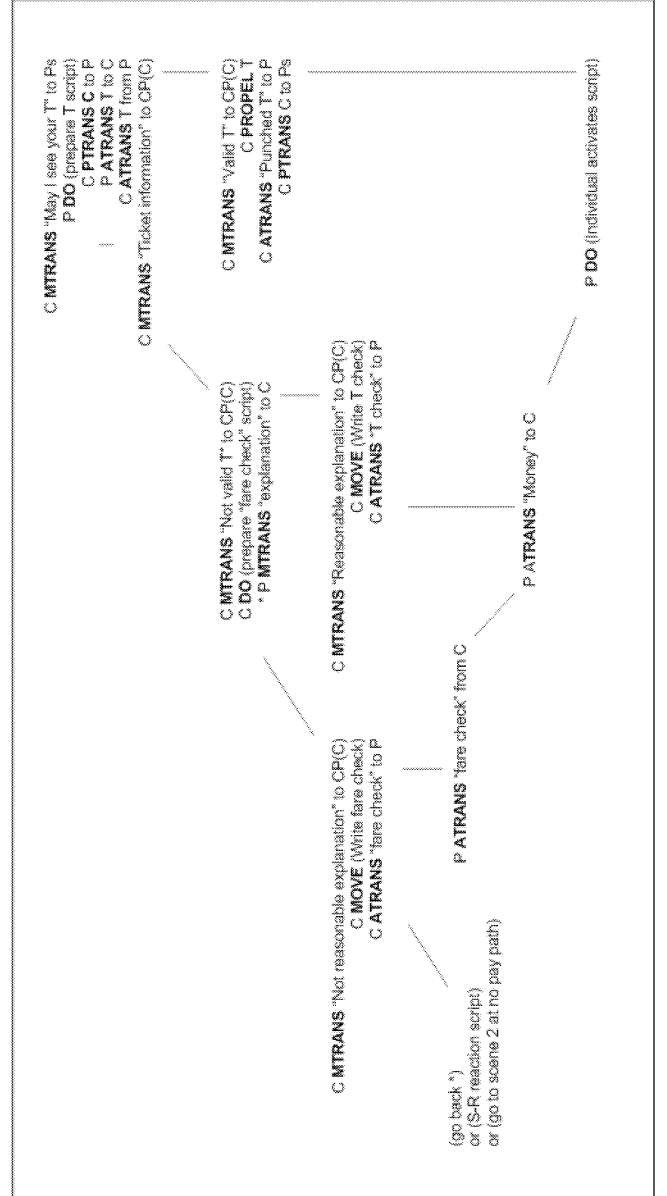 C MTRANS "May I see your T" to Ps
P DO (prepare T script)
C PTRANS C to P
P ATRANS T to C
C ATRANS T from P
C MTRANS "Ticket information" to CP(C)
C MTRANS "Not valid T" to CP(C)
C DO (prepare "fare check" script)
* P MTRANS "explanation" to C
C MTRANS "Valid T" to CP(C)
C PROPEL T
C ATRANS "Punched T" to P
C PTRANS C to Ps
C MTRANS "Not reasonable explanation" to CP(C)
C MOVE (Write fare check)
C ATRANS "fare check" to P
C MTRANS "Reasonable explanation" to CP(C)
C MOVE (Write T check)
C ATRANS "T check" to P
(go back *)
or (S-R reaction script)
or (go to scene 2 at no pay path)
P ATRANS "fare check" from C
P ATRANS "Money" to C
P DO (Individual activates script)